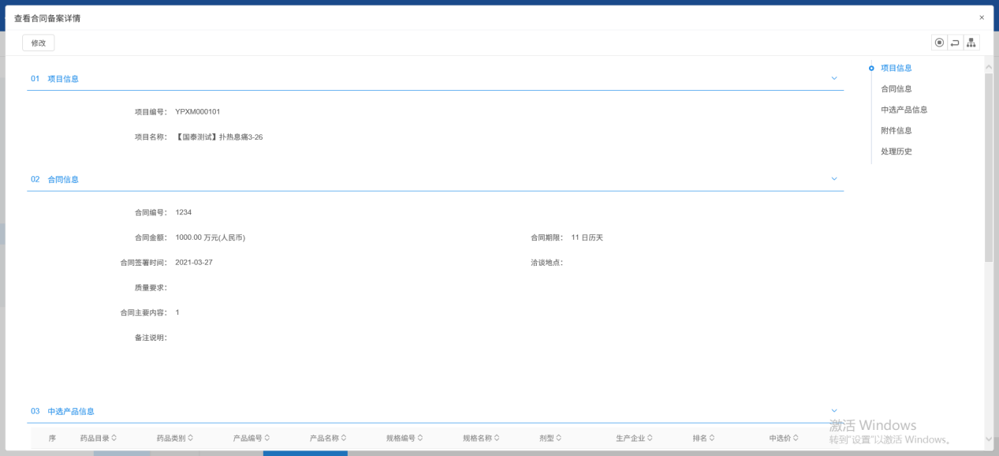 查看合同备案详情 ×
修改
01 项目信息
项目编号： YPXM000101
项目名称： 【国泰测试】扑热息痛3-26
02 合同信息
合同编号： 1234
合同金额： 1000.00 万元(人民币) 合同期限： 11 日历天
合同签署时间： 2021-03-27 洽谈地点：
质量要求：
合同主要内容： 1
备注说明：
03 中选产品信息
序 药品目录 药品类别 产品编号 产品名称 规格编号 规格名称 剂型 生产企业 排名 中选价
项目信息
合同信息
中选产品信息
附件信息
处理历史
激活 Windows
转到"设置"以激活 Windows。